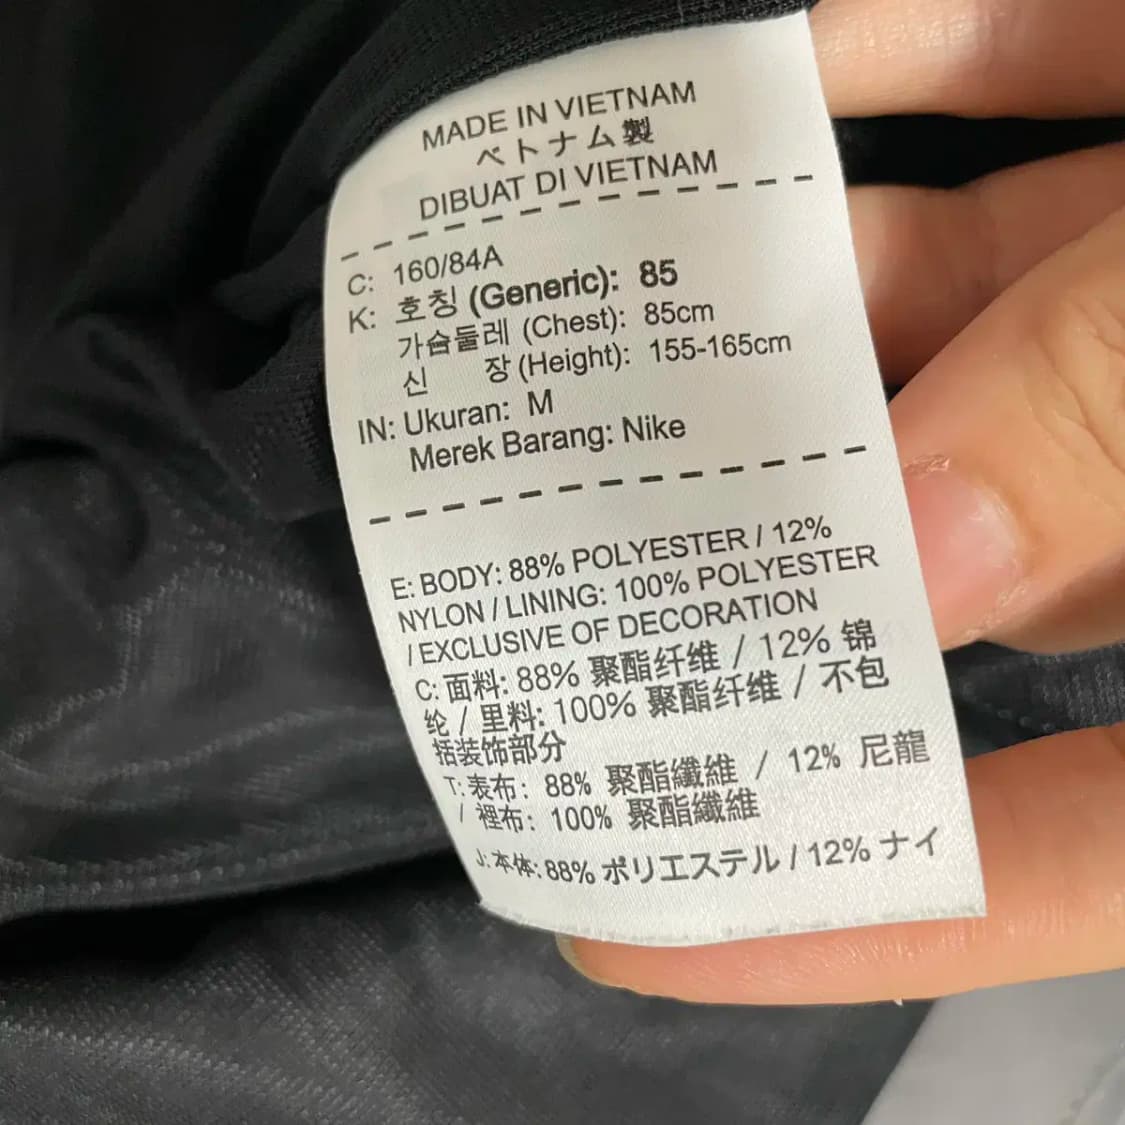 MADE IN VIETNAM
ベトナム製
DIBUAT DI VIETNAM
C: 160/84A
K: 호칭 (Generic): 85
가슴둘레 (Chest): 85cm
신 장 (Height): 155-165cm
IN: Ukuran: M
Merek Barang: Nike
E: BODY: 88% POLYESTER / 12%
NYLON / LINING: 100% POLYESTER
/ EXCLUSIVE OF DECORATION
C: 面料: 88% 聚酯纤维 / 12% 锦
纶 / 里料: 100% 聚酯纤维 / 不包
括装饰部分
T: 表布: 88% 聚酯纖維 / 12% 尼龍
/ 裡布: 100% 聚酯纖維
J: 本体: 88% ポリエステル / 12% ナイ